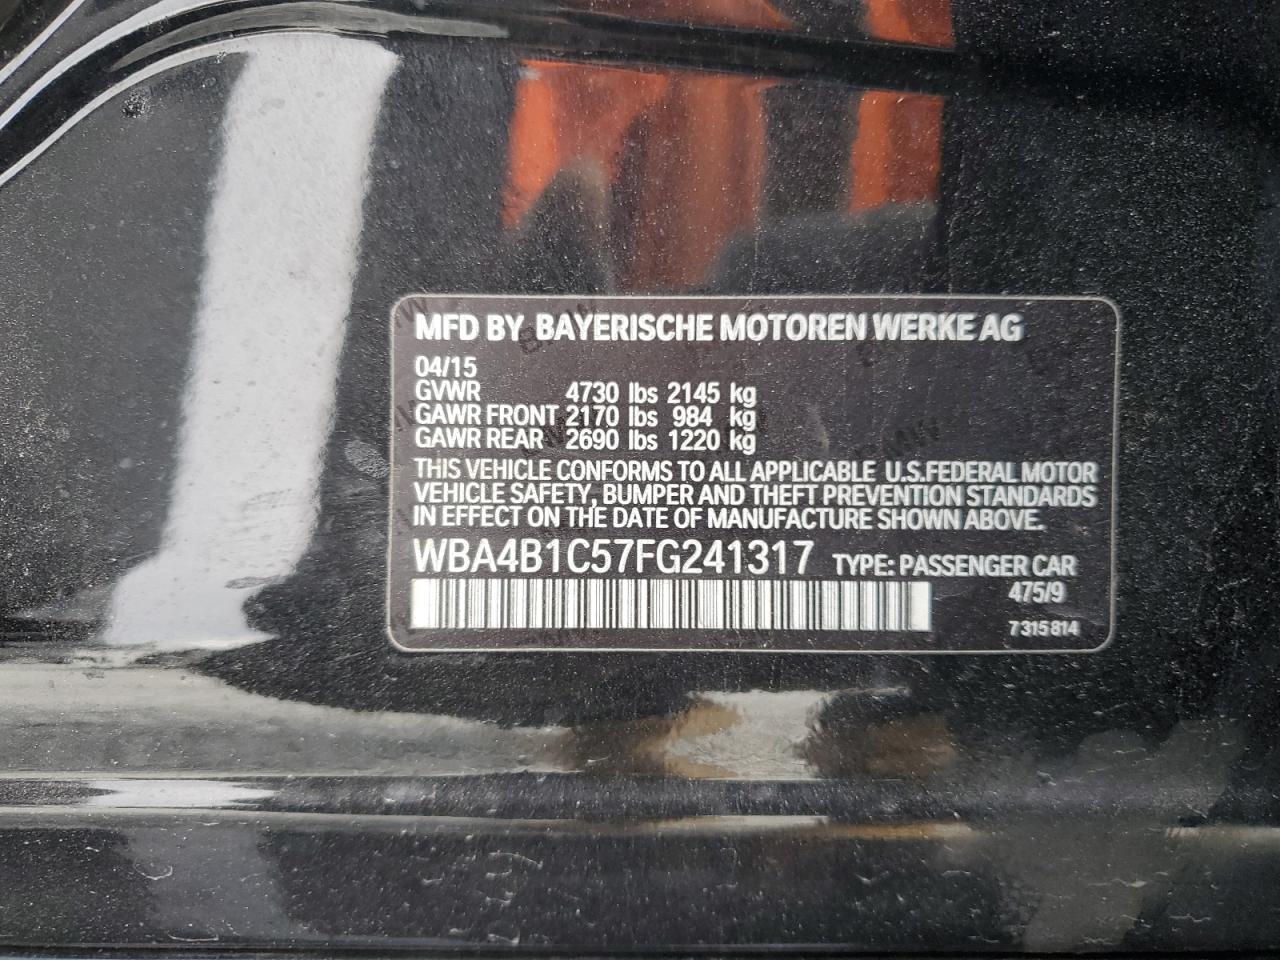 MFD BY BAYERISCHE MOTOREN WERKE AG
04/15
GVWR 4730 lbs 2145 kg
GAWR FRONT 2170 lbs 984 kg
GAWR REAR 2690 lbs 1220 kg
THIS VEHICLE CONFORMS TO ALL APPLICABLE U.S.FEDERAL MOTOR
VEHICLE SAFETY, BUMPER AND THEFT PREVENTION STANDARDS
IN EFFECT ON THE DATE OF MANUFACTURE SHOWN ABOVE.
WBA4B1C57FG241317 TYPE: PASSENGER CAR
475/9
7 315 814